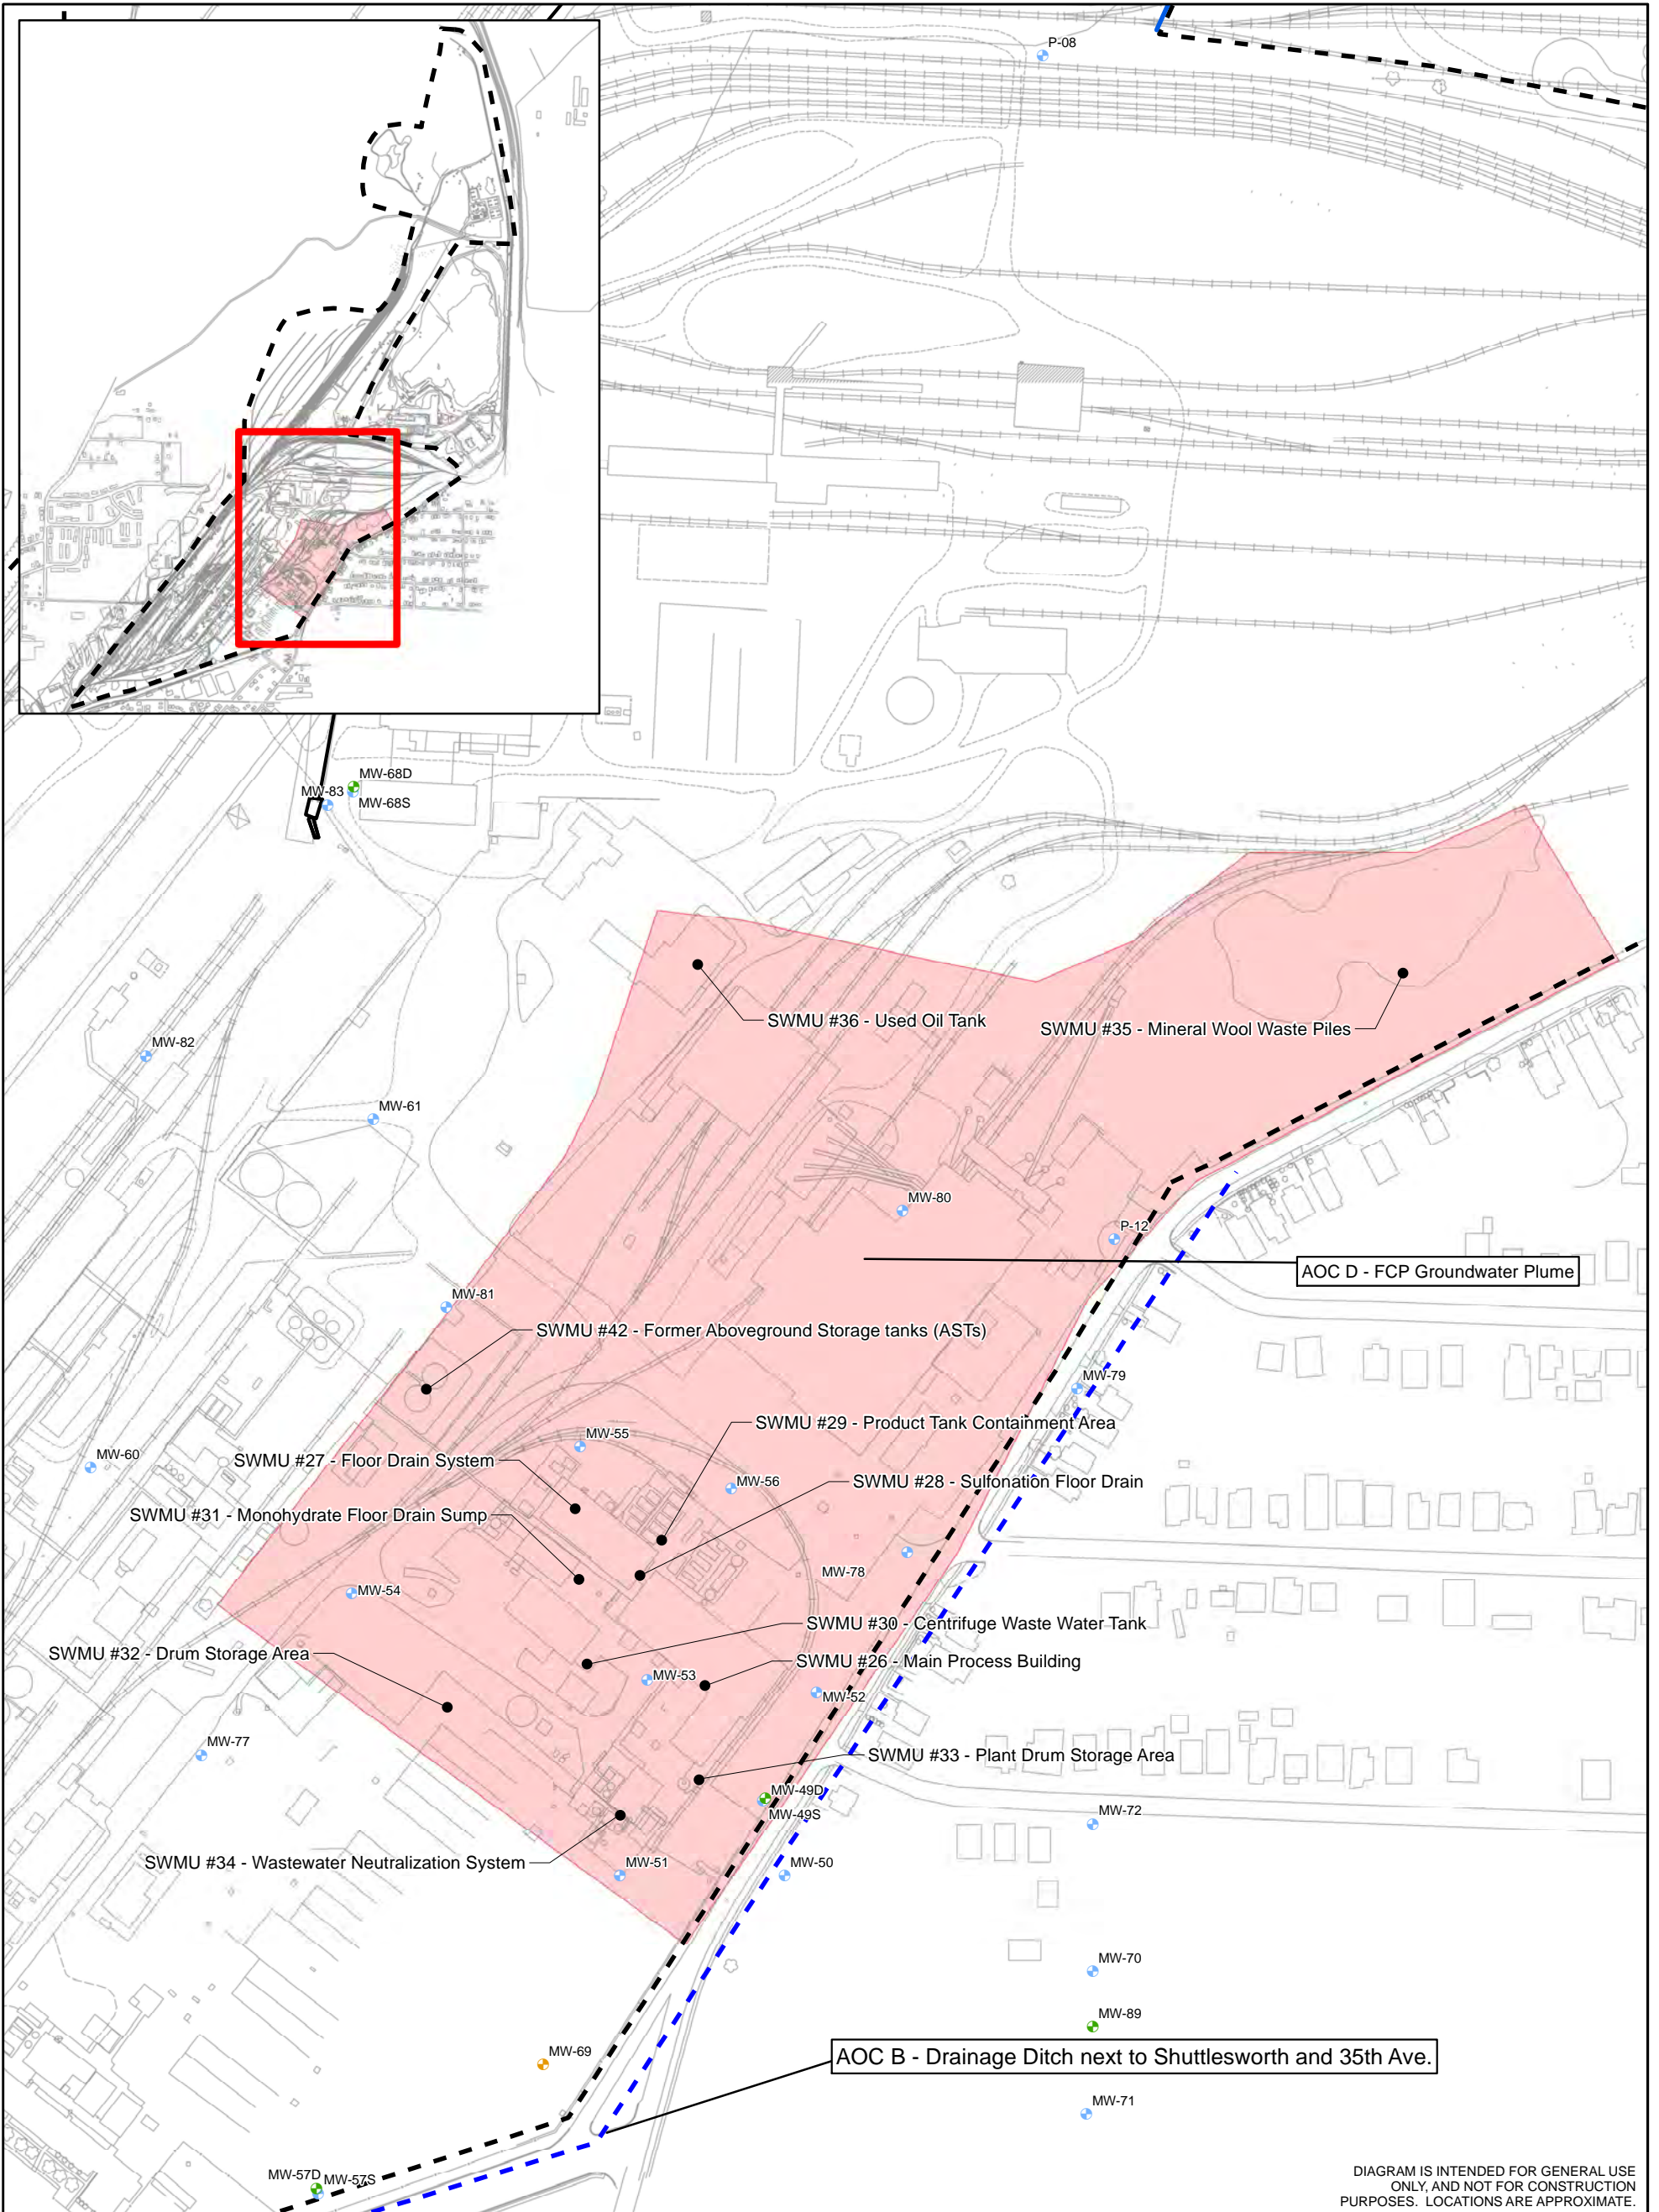 P-08
MW-68D
MW-83
MW-68S
SWMU #36 - Used Oil Tank
SWMU #35 - Mineral Wool Waste Piles
MW-82
MW-61
MW-80
P-12
AOC D - FCP Groundwater Plume
MW-81
SWMU #42 - Former Aboveground Storage tanks (ASTs)
MW-79
SWMU #29 - Product Tank Containment Area
MW-55
MW-60
SWMU #27 - Floor Drain System
MW-56
SWMU #28 - Sulfonation Floor Drain
SWMU #31 - Monohydrate Floor Drain Sump
MW-78
MW-54
SWMU #30 - Centrifuge Waste Water Tank
SWMU #32 - Drum Storage Area
SWMU #26 - Main Process Building
MW-53
MW-52
MW-77
SWMU #33 - Plant Drum Storage Area
MW-49D
MW-49S
MW-72
SWMU #34 - Wastewater Neutralization System
MW-51
MW-50
MW-70
MW-89
MW-69
AOC B - Drainage Ditch next to Shuttlesworth and 35th Ave.
MW-71
MW-57D
MW-57S
DIAGRAM IS INTENDED FOR GENERAL USE
ONLY, AND NOT FOR CONSTRUCTION
PURPOSES. LOCATIONS ARE APPROXIMATE.